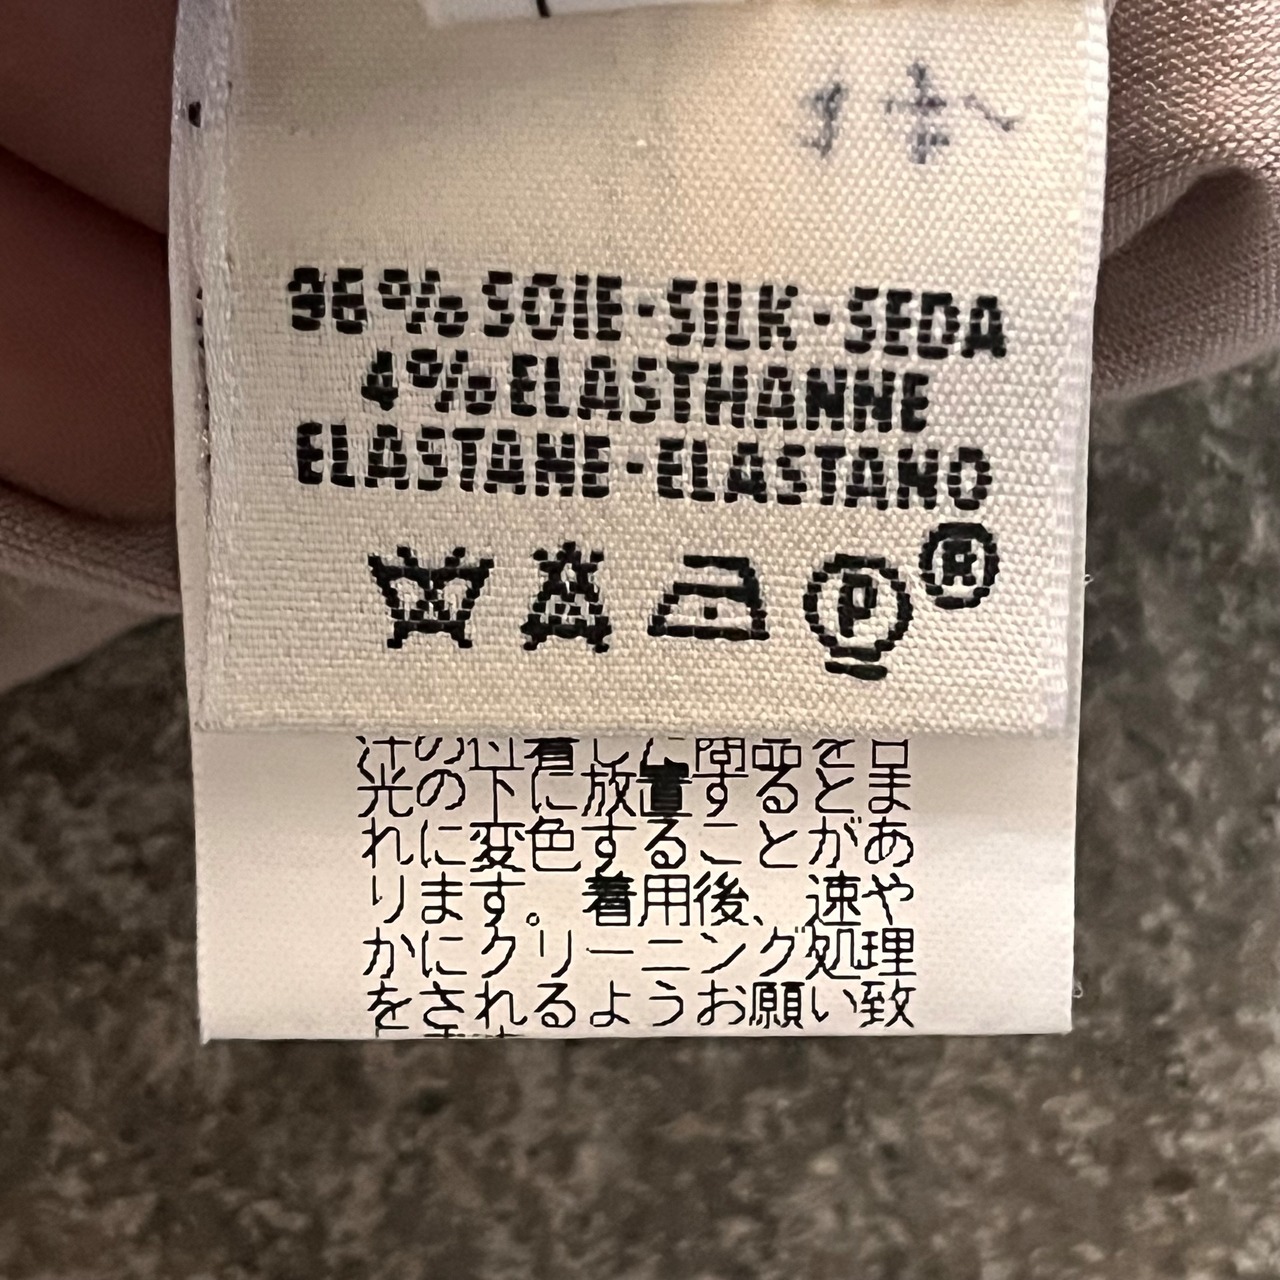 96% SOIE·SILK·SEDA
4% ELASTHANNE
ELASTANE·ELASTANO
P ®
光の下に放置するとま
れに変色することがあ
ります。着用後、速や
かにクリーニング処理
をされるようお願い致